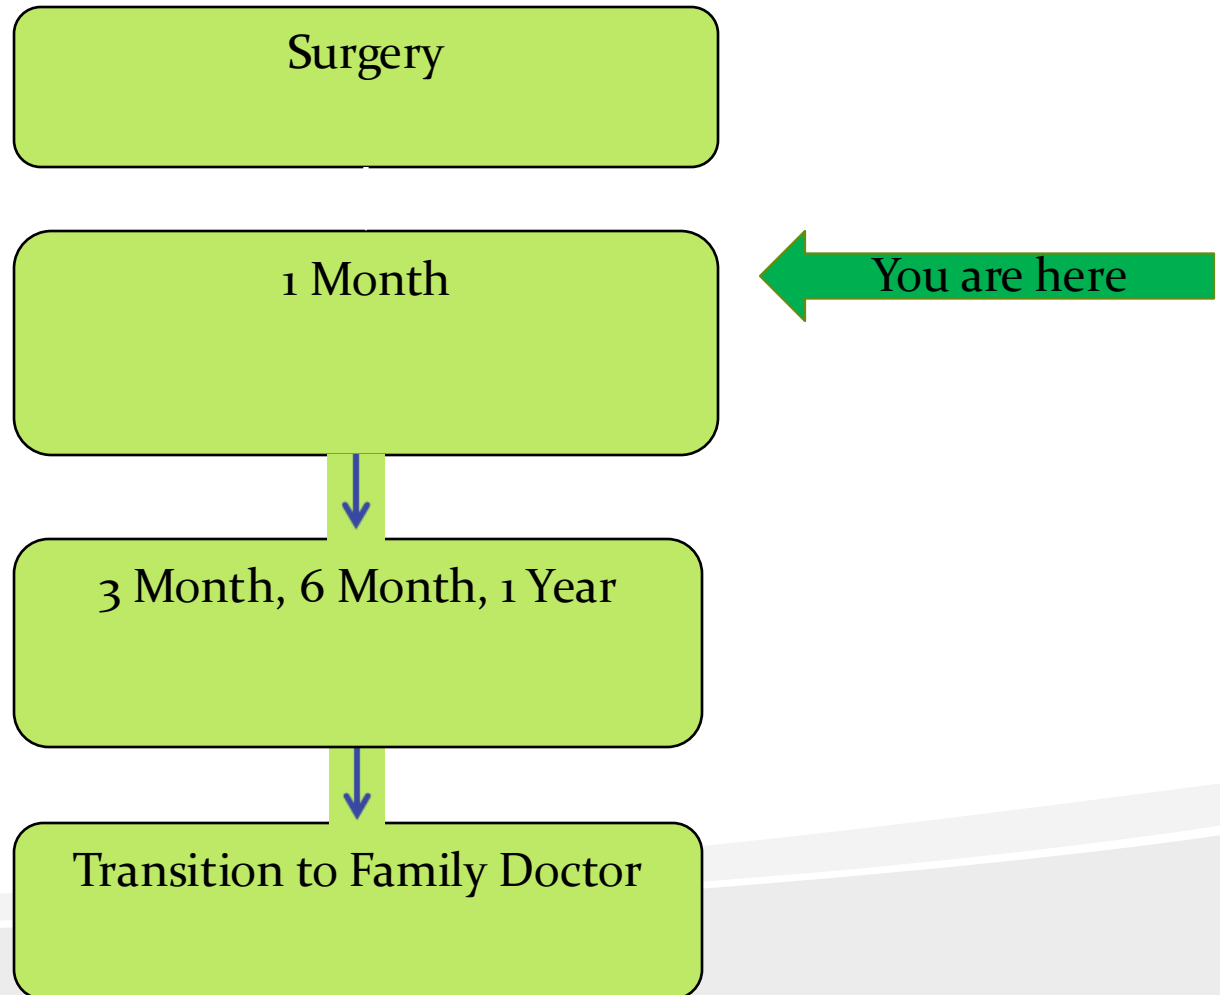 Surgery
1 Month
You are here
3 Month, 6 Month, 1 Year
Transition to Family Doctor